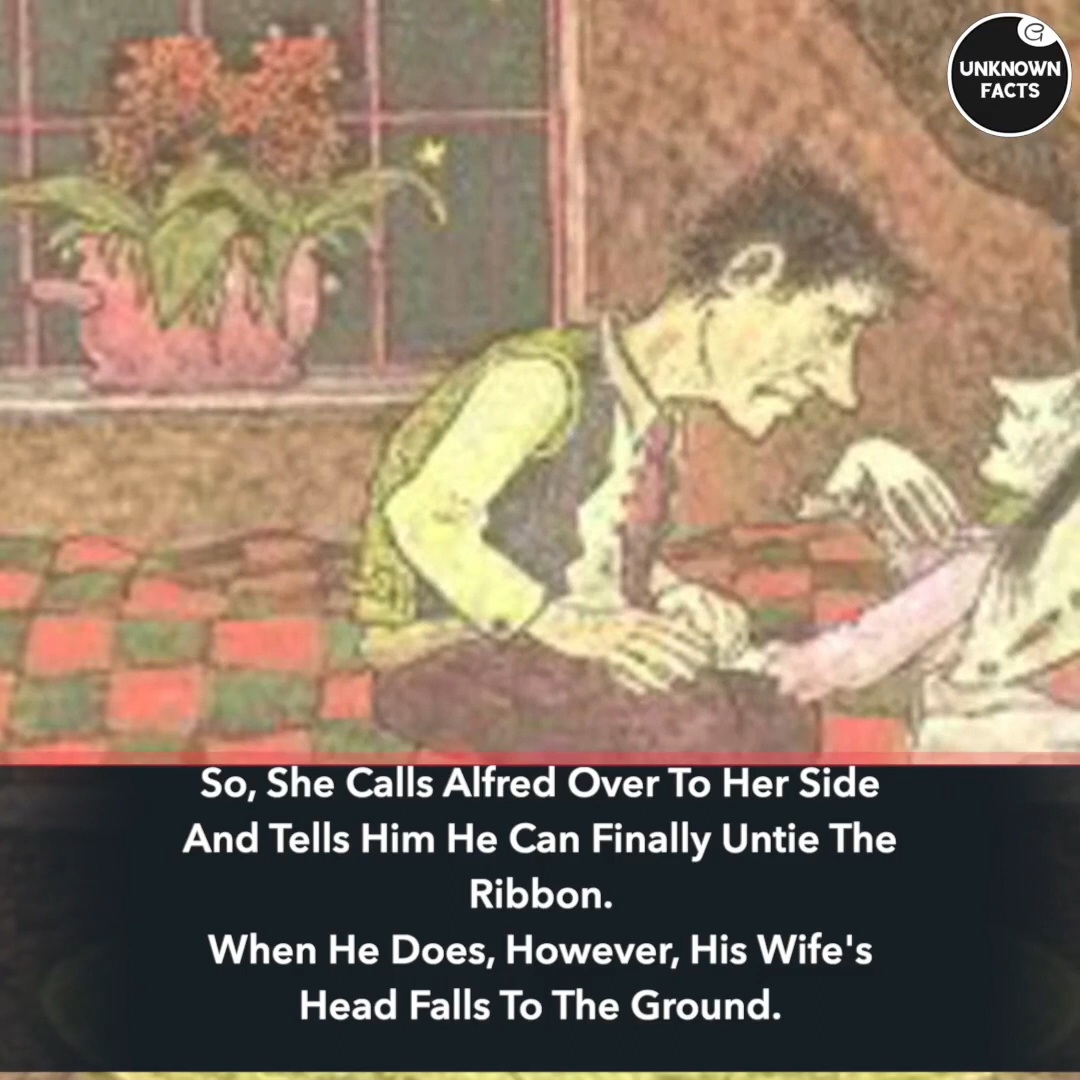 UNKNOWN
FACTS
So, She Calls Alfred Over To Her Side
And Tells Him He Can Finally Untie The
Ribbon.
When He Does, However, His Wife's
Head Falls To The Ground.